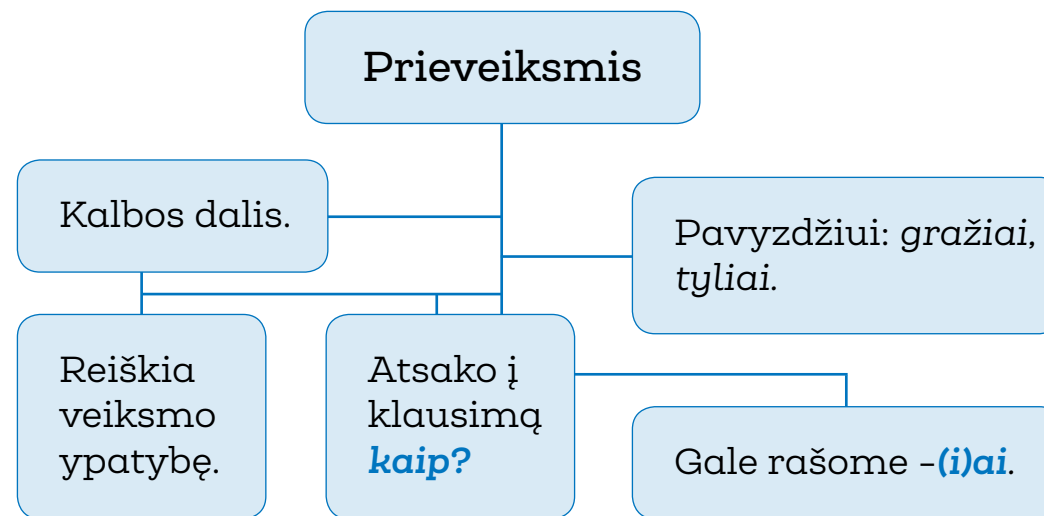 Prieveiksmis
Kalbos dalis.
Pavyzdžiui: gražiai,
tyliai.
Reiškia
veiksmo
ypatybę.
Atsako į
klausimą
kaip?
Gale rašome -(i)ai.